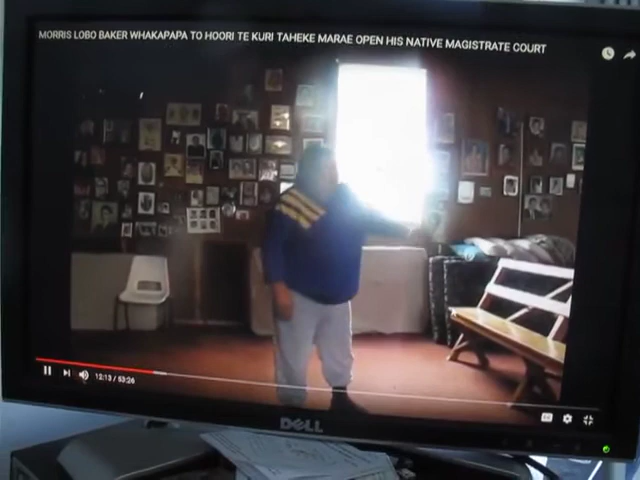 MORRIS LOBO BAKER WHAKAPAPA TO HOORI TE KURI TAHEKE MARAE OPEN HIS NATIVE MAGISTRATE COURT
12:13 / 53:26
DELL